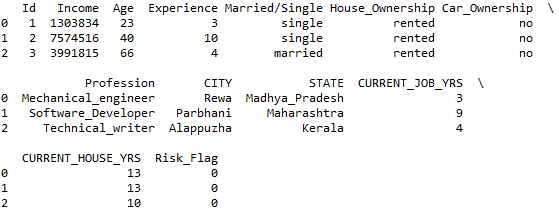 Id   Income  Age  Experience Married/Single House_Ownership Car_Ownership  \
0   1  1303834   23           3         single          rented            no
1   2  7574516   40          10         single          rented            no
2   3  3991815   66           4        married          rented            no

            Profession       CITY           STATE  CURRENT_JOB_YRS  \
0  Mechanical_engineer       Rewa  Madhya_Pradesh                3
1   Software_Developer   Parbhani     Maharashtra                9
2     Technical_writer  Alappuzha          Kerala                4

   CURRENT_HOUSE_YRS  Risk_Flag
0                 13          0
1                 13          0
2                 10          0